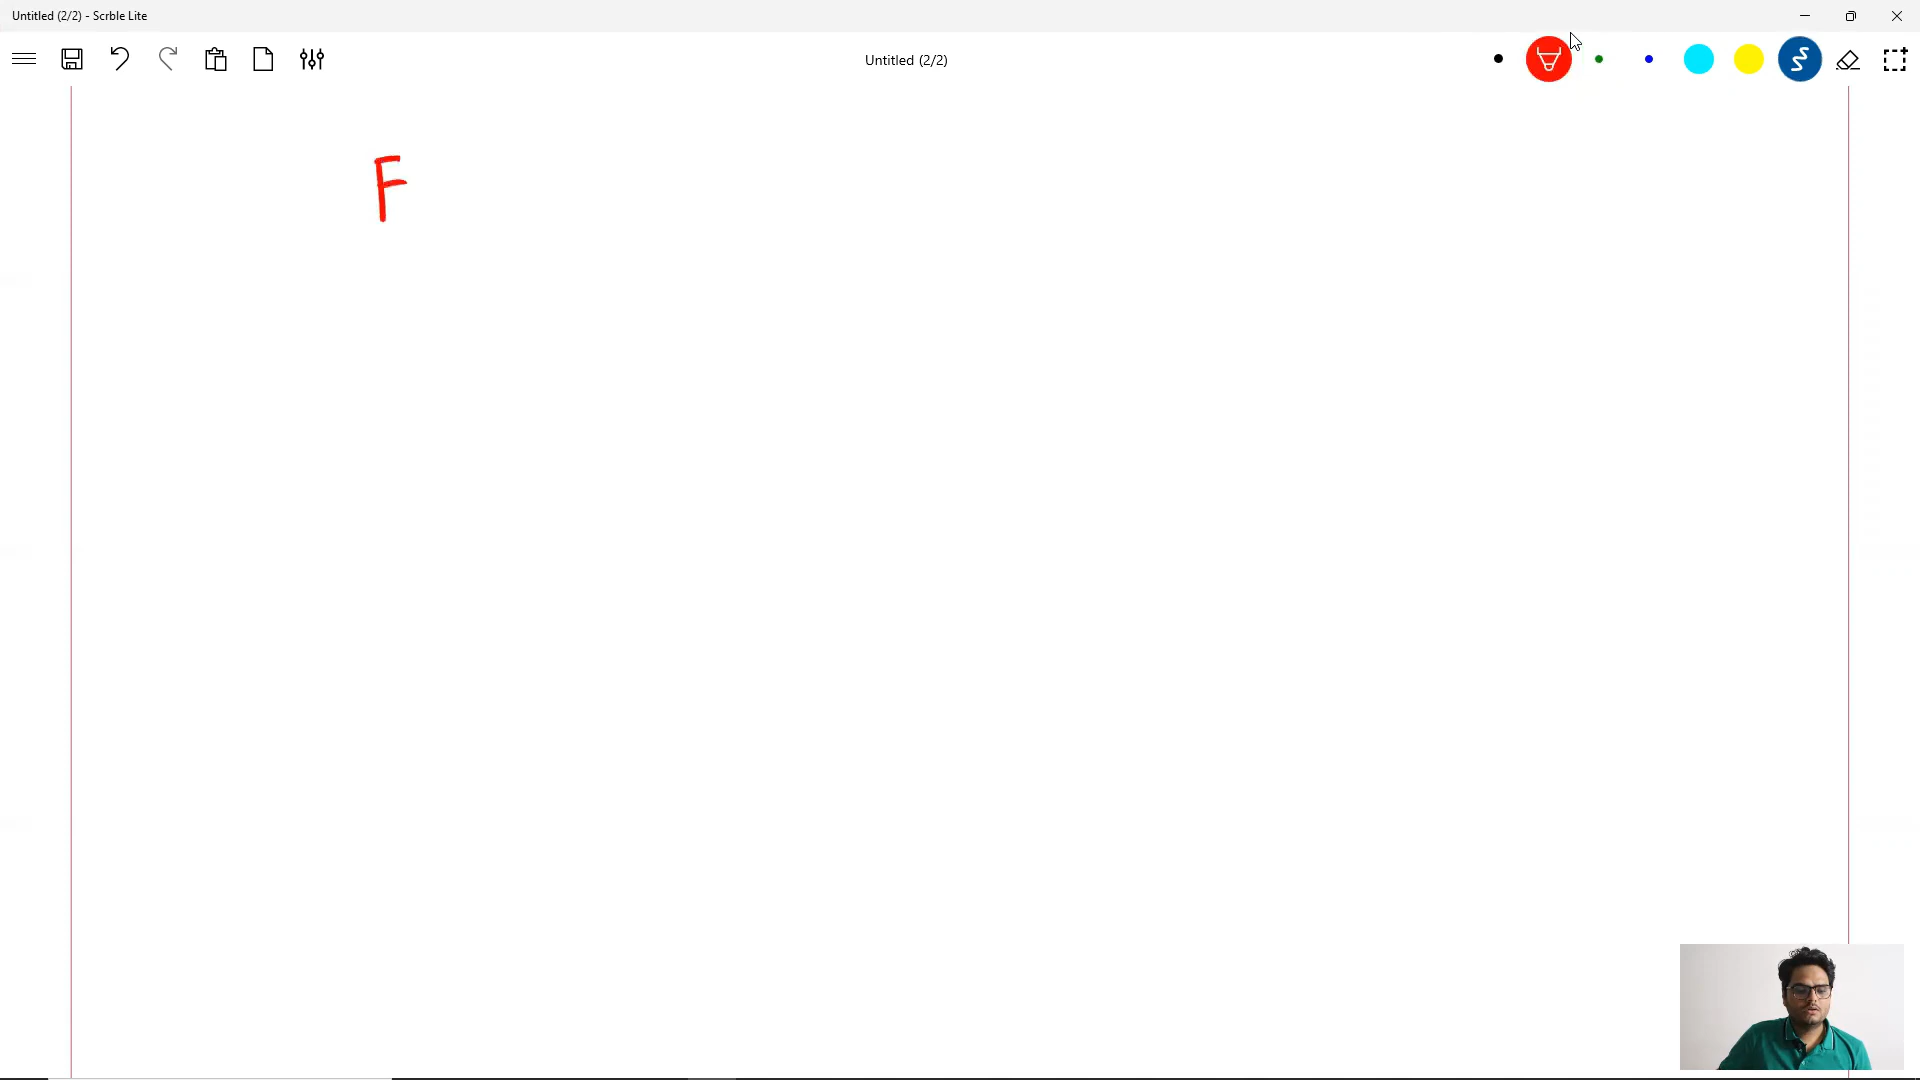 Untitled (2/2) - Scrble Lite
Untitled (2/2)
F